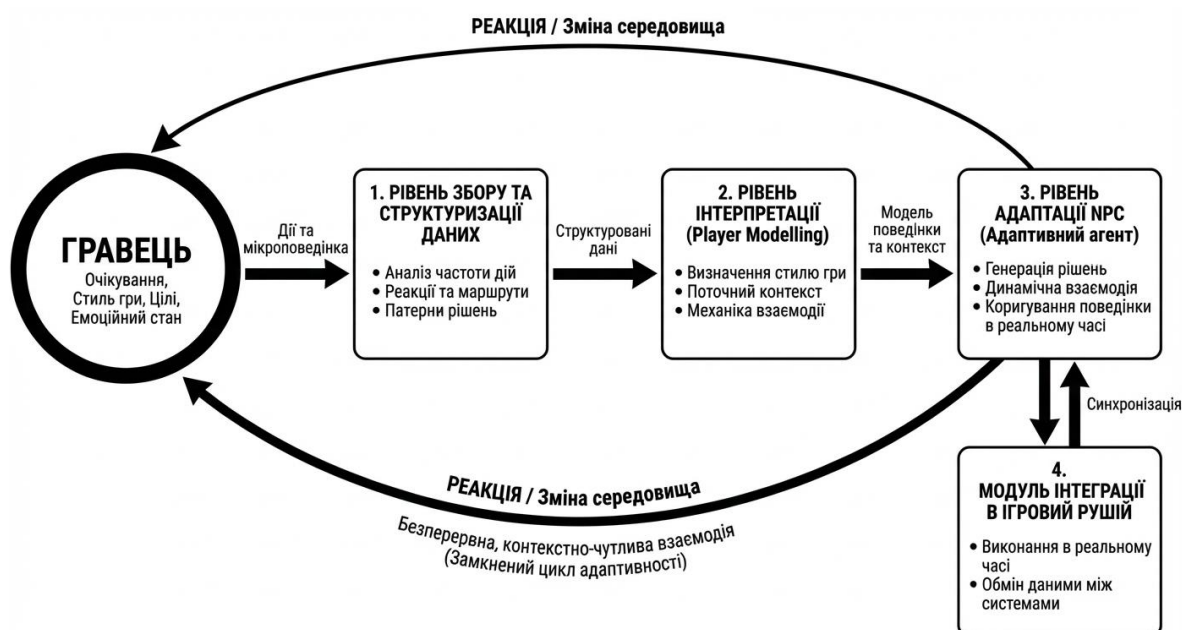 РЕАКЦІЯ / Зміна середовища
ГРАВЕЦЬ
Очікування,
Стиль гри, Цілі,
Емоційний стан
Дії та
мікроповедінка
1. РІВЕНЬ ЗБОРУ ТА
СТРУКТУРИЗАЦІЇ
ДАНИХ
• Аналіз частоти дій
• Реакції та маршрути
• Патерни рішень
Структуровані
дані
2. РІВЕНЬ
ІНТЕРПРЕТАЦІЇ
(Player Modelling)
• Визначення стилю гри
• Поточний контекст
• Механіка взаємодії
Модель
поведінки
та контекст
3. РІВЕНЬ
АДАПТАЦІЇ NPC
(Адаптивний агент)
• Генерація рішень
• Динамічна взаємодія
• Коригування поведінки
в реальному часі
Синхронізація
4.
МОДУЛЬ ІНТЕГРАЦІЇ
В ІГРОВИЙ РУШІЙ
• Виконання в реальному
часі
• Обмін даними між
системами
РЕАКЦІЯ / Зміна середовища
Безперервна, контекстно-чутлива взаємодія
(Замкнений цикл адаптивності)